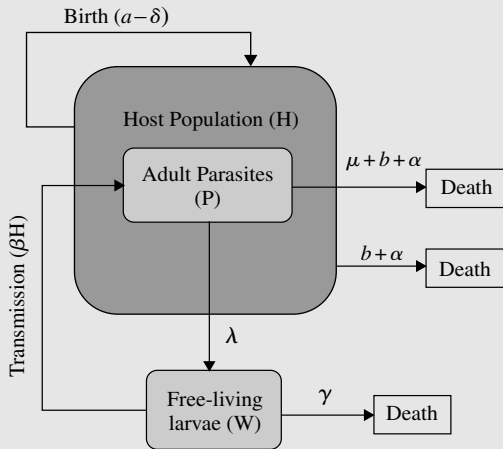 Birth (a−δ)
Host Population (H)
Adult Parasites
(P)
μ+b+α
Death
b+α
Death
Transmission (βH)
λ
Free-living
larvae (W)
γ
Death